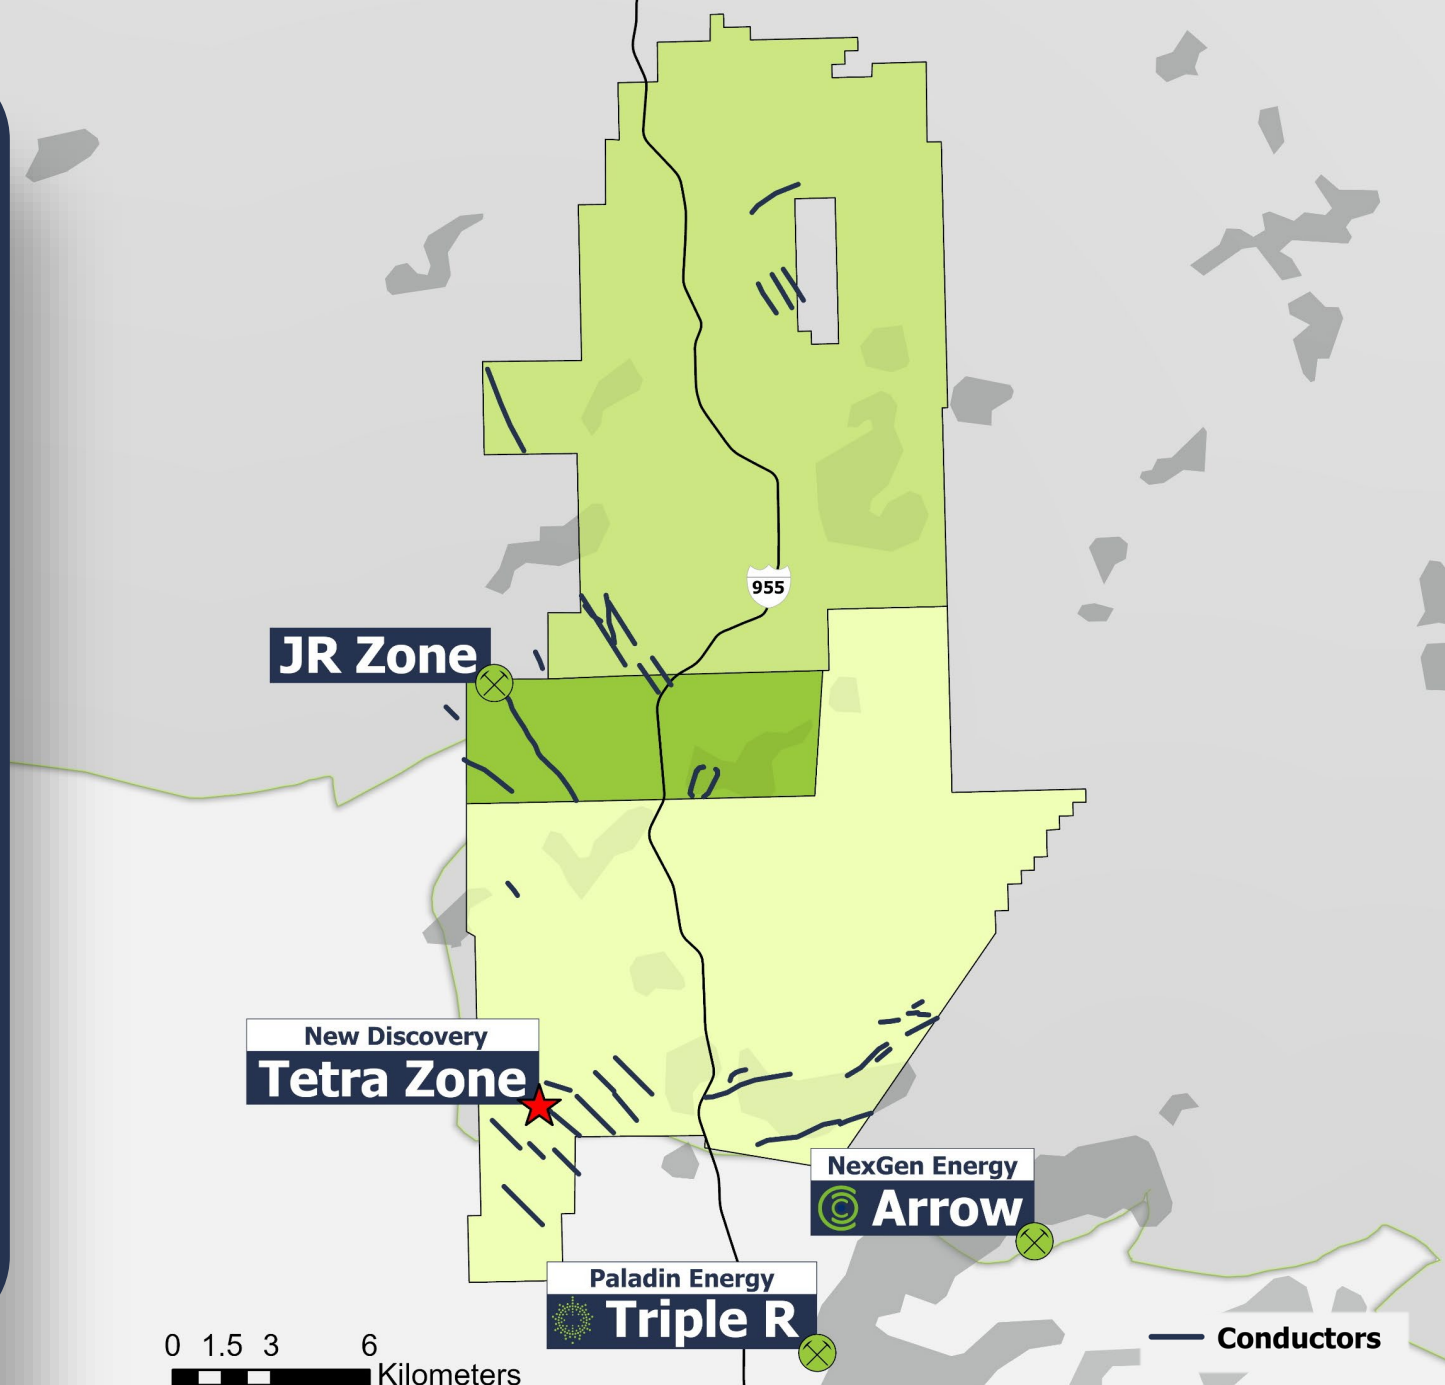 955
JR Zone
New Discovery
Tetra Zone
NexGen Energy
Arrow
Paladin Energy
Triple R
Conductors
0 1.5 3 6
Kilometers